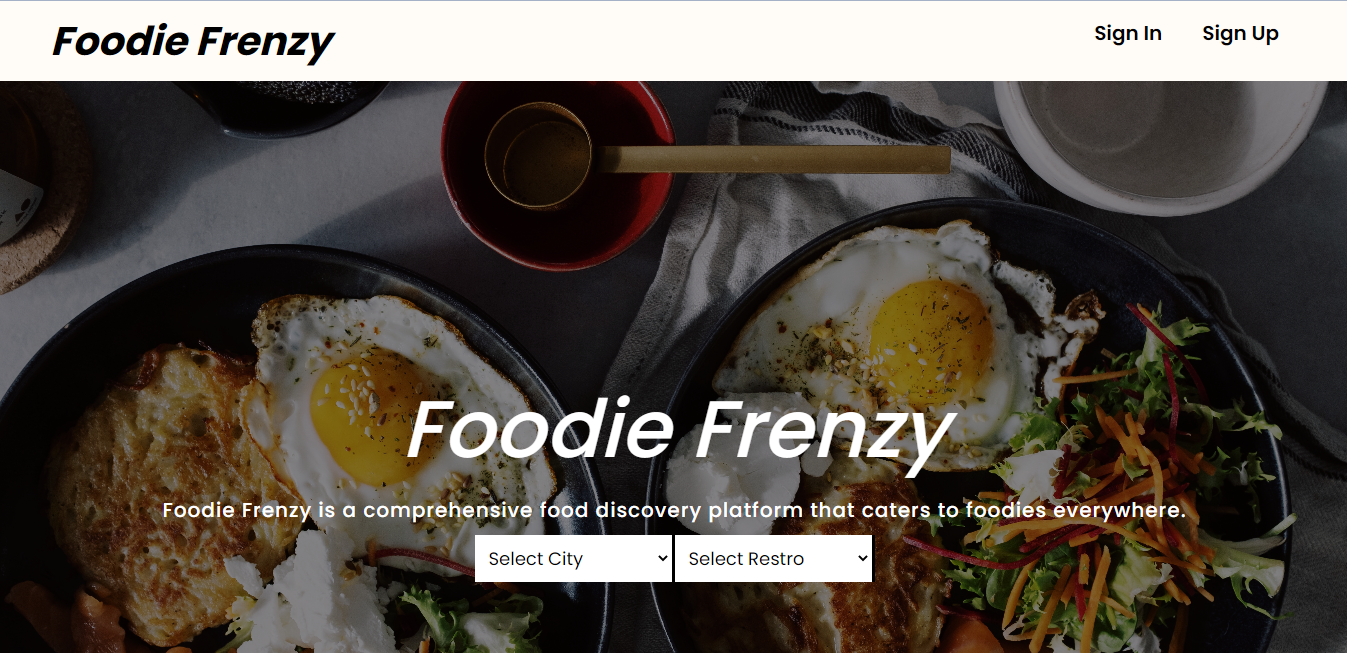 Foodie Frenzy
Sign In Sign Up
Foodie Frenzy
Foodie Frenzy is a comprehensive food discovery platform that caters to foodies everywhere.
Select City Select Restro